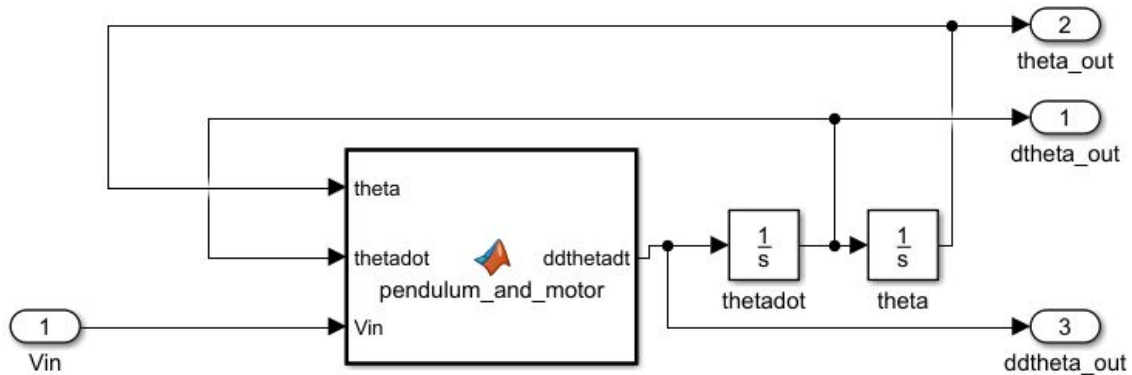 2
theta_out
1
dtheta_out
theta
thetadot
ddthetadt
pendulum_and_motor
Vin
1
s
thetadot
1
s
theta
1
Vin
3
ddtheta_out